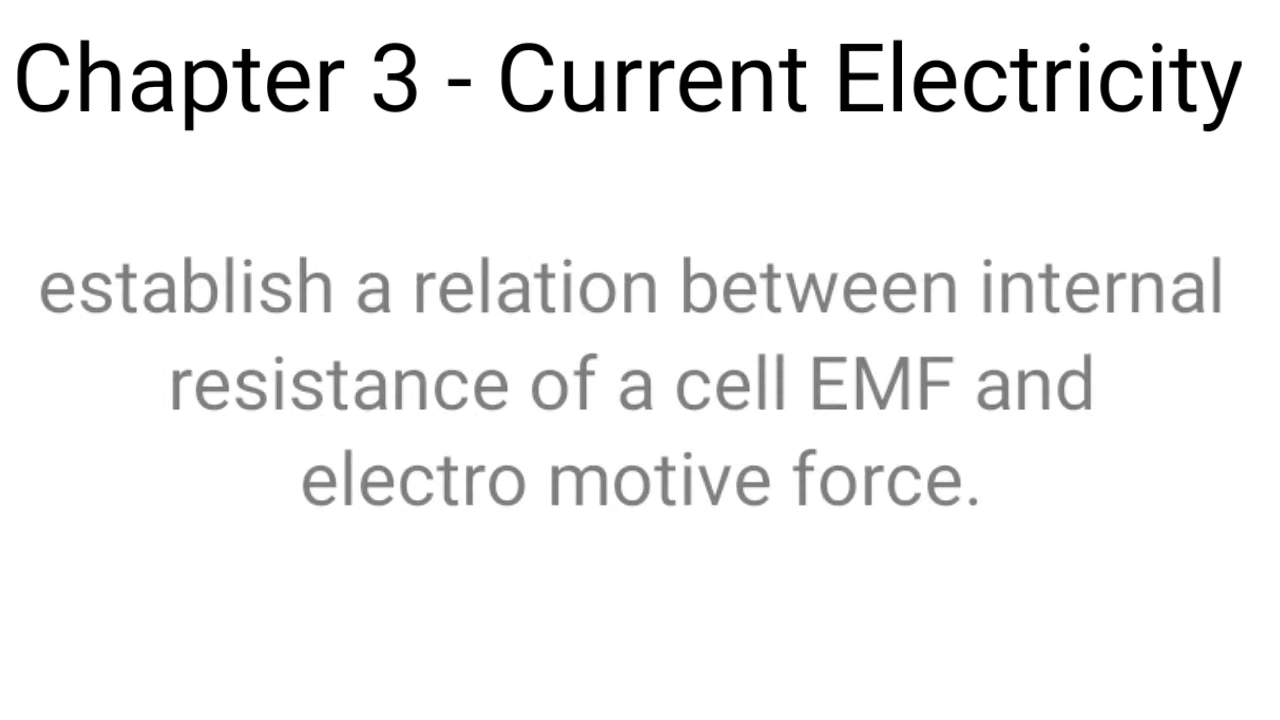 Chapter 3 - Current Electricity
establish a relation between internal
resistance of a cell EMF and
electro motive force.